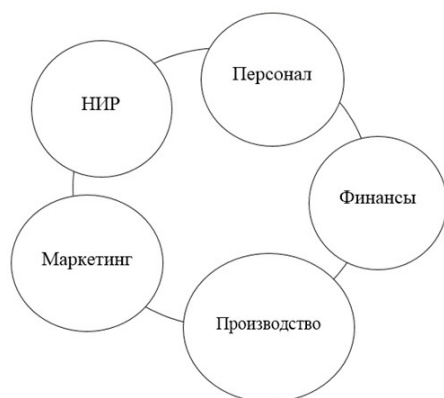 Персонал
НИР
Финансы
Маркетинг
Производство